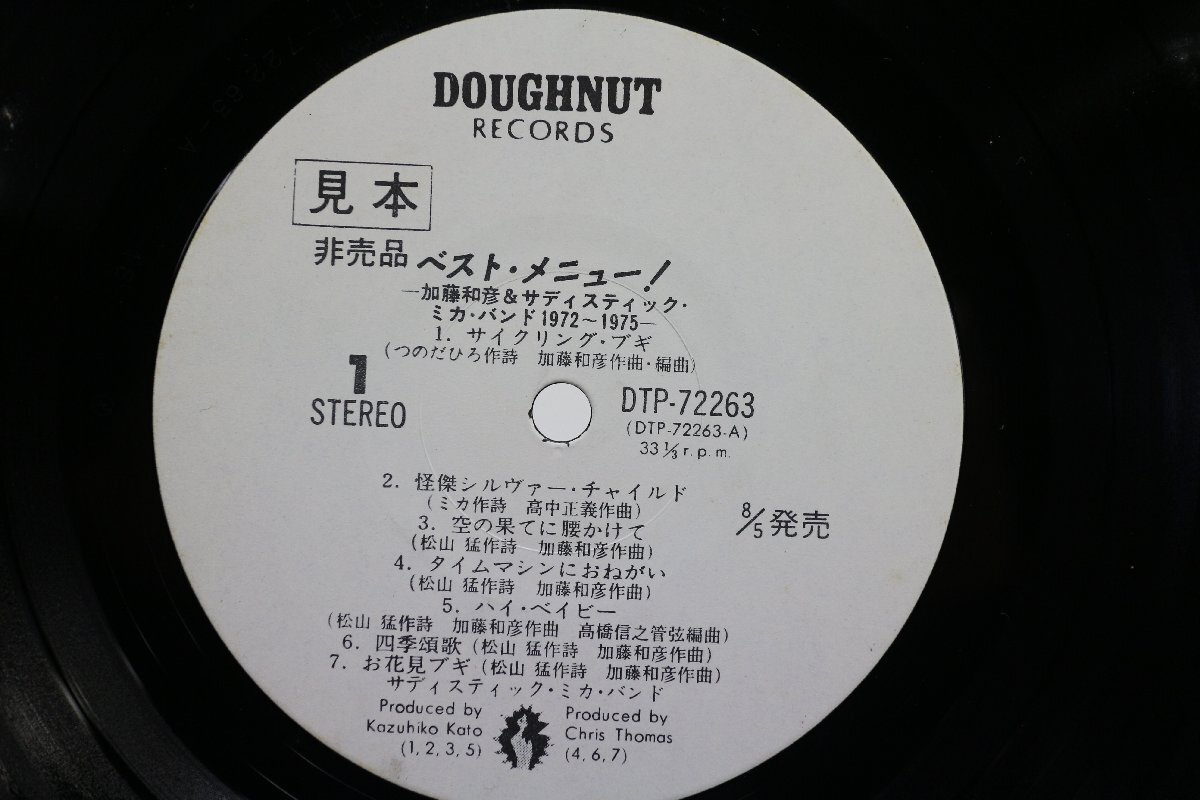 DOUGHNUT
RECORDS
見本
非売品
ベスト・メニュー！
―加藤和彦&サディスティック・
ミカ・バンド1972～1975―
1. サイクリング・ブギ
(つのだひろ作詩 加藤和彦作曲・編曲)
1
STEREO
DTP-72263
(DTP-72263-A)
33 1/3 r.p.m.
2. 怪傑シルヴァー・チャイルド
(ミカ作詩 高中正義作曲)
3. 空の果てに腰かけて
(松山 猛作詩 加藤和彦作曲)
8/5発売
4. タイムマシンにおねがい
(松山 猛作詩 加藤和彦作曲)
5. ハイ・ベイビー
(松山 猛作詩 加藤和彦作曲 高橋信之管弦編曲)
6. 四季頌歌(松山 猛作詩 加藤和彦作曲)
7. お花見ブギ(松山 猛作詩 加藤和彦作曲)
サディスティック・ミカ・バンド
Produced by
Kazuhiko Kato
(1, 2, 3, 5)
Produced by
Chris Thomas
(4, 6, 7)